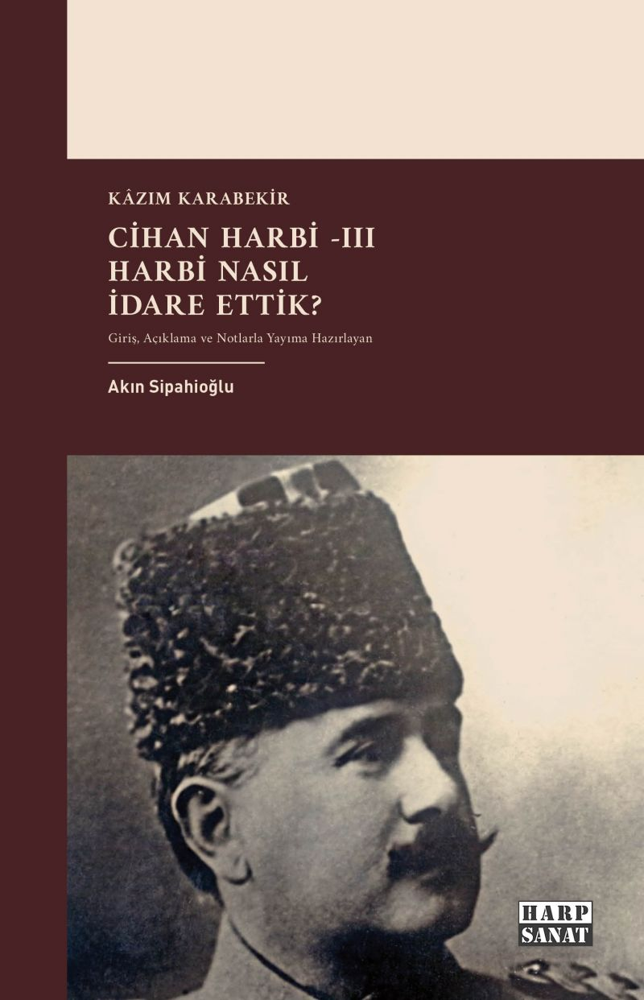 KÂZIM KARABEKİR
CİHAN HARBİ -III
HARBİ NASIL
İDARE ETTİK?
Giriş, Açıklama ve Notlarla Yayıma Hazırlayan
Akın Sipahioğlu
HARP
SANAT